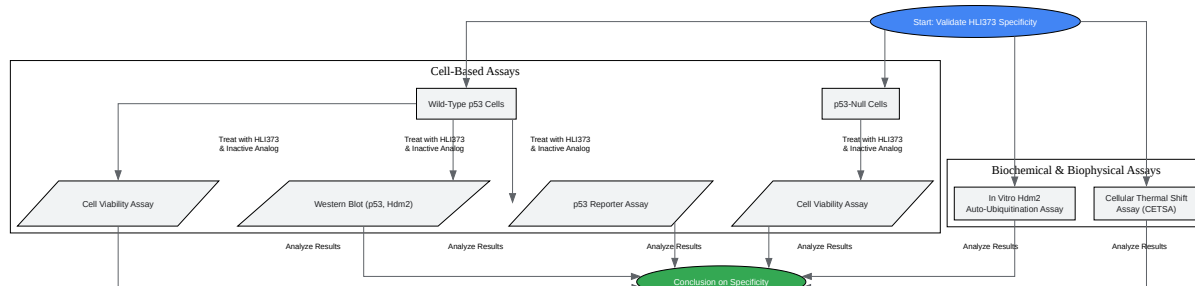 Start: Validate HLI373 Specificity
Cell-Based Assays
Wild-Type p53 Cells
p53-Null Cells
Treat with HLI373
& Inactive Analog
Treat with HLI373
& Inactive Analog
Treat with HLI373
& Inactive Analog
Treat with HLI373
& Inactive Analog
Biochemical & Biophysical Assays
Cell Viability Assay
Western Blot (p53, Hdm2)
p53 Reporter Assay
Cell Viability Assay
In Vitro Hdm2
Auto-Ubiquitination Assay
Cellular Thermal Shift
Assay (CETSA)
Analyze Results
Analyze Results
Analyze Results
Analyze Results
Analyze Results
Analyze Results
Conclusion on Specificity